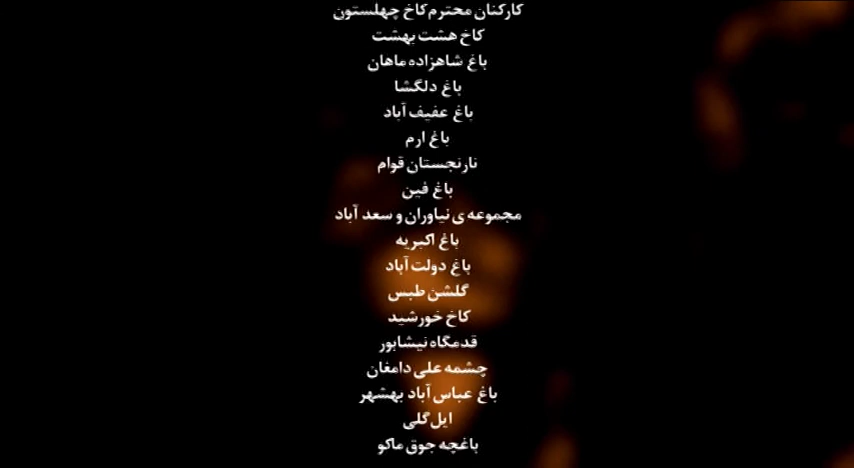 کارکنان محترم کاخ چهلستون
کاخ هشت بهشت
باغ شاهزاده ماهان
باغ دلگشا
باغ عفیف آباد
باغ ارم
نارنجستان قوام
باغ فین
مجموعه ی نیاوران و سعد آباد
باغ اکبریه
باغ دولت آباد
گلشن طبس
کاخ خورشید
قدمگاه نیشابور
چشمه علی دامغان
باغ عباس آباد بهشهر
ایل گلی
باغچه جوق ماکو